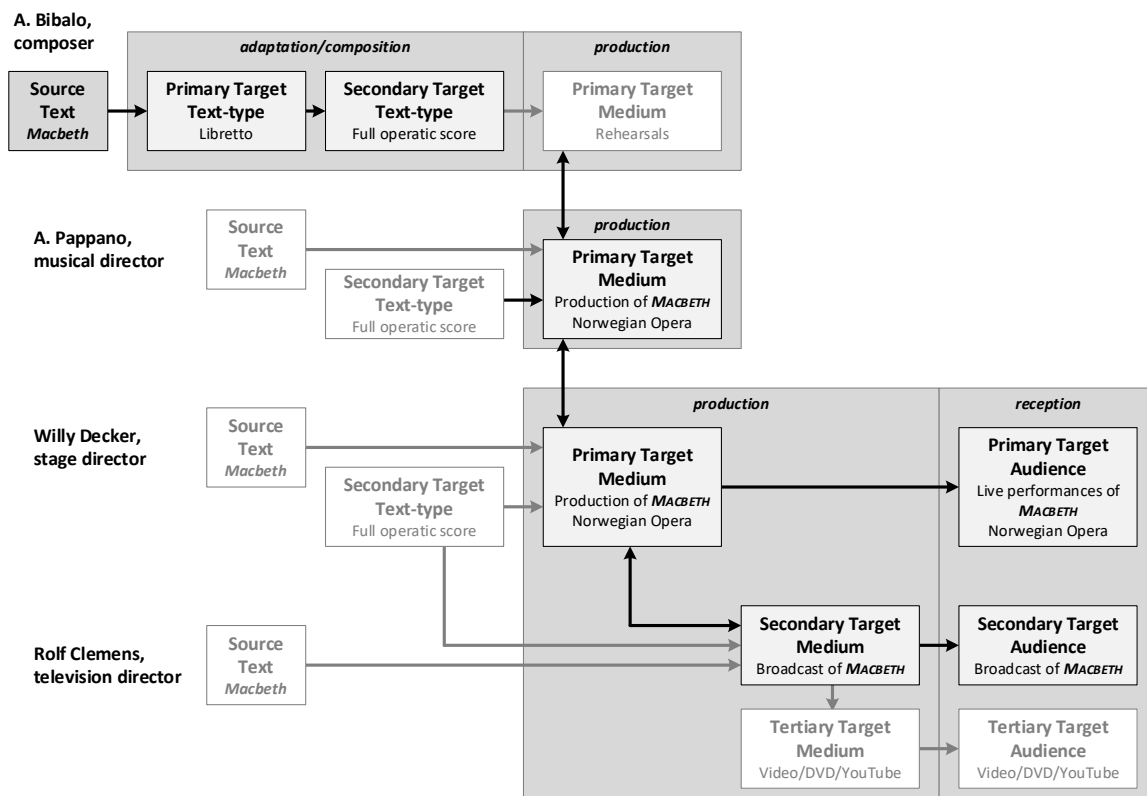 A. Bibalo,
composer
adaptation/composition
production
Source
Text
Macbeth
Primary Target
Text-type
Libretto
Secondary Target
Text-type
Full operatic score
Primary Target
Medium
Rehearsals
A. Pappano,
musical director
Source
Text
Macbeth
Secondary Target
Text-type
Full operatic score
production
Primary Target
Medium
Production of MACBETH
Norwegian Opera
production
reception
Willy Decker,
stage director
Source
Text
Macbeth
Secondary Target
Text-type
Full operatic score
Primary Target
Medium
Production of MACBETH
Norwegian Opera
Primary Target
Audience
Live performances of
MACBETH
Norwegian Opera
Rolf Clemens,
television director
Source
Text
Macbeth
Secondary Target
Medium
Broadcast of MACBETH
Secondary Target
Audience
Broadcast of MACBETH
Tertiary Target
Medium
Video/DVD/YouTube
Tertiary Target
Audience
Video/DVD/YouTube